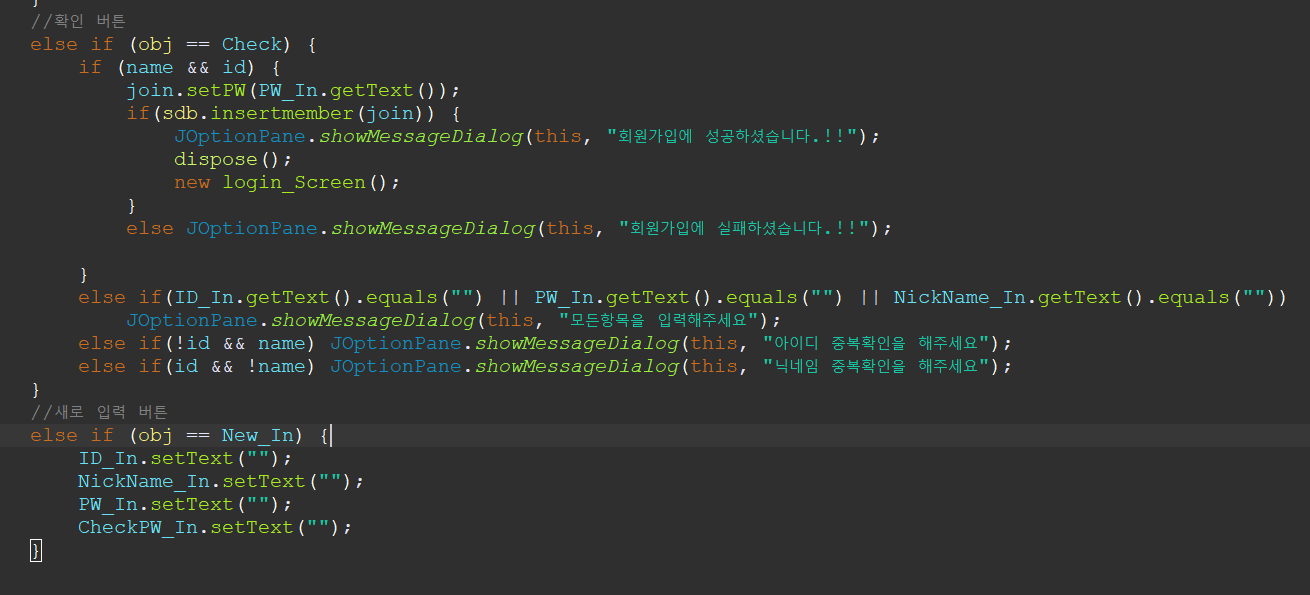 }
//확인 버튼
else if (obj == Check) {
if (name && id) {
join.setPW(PW_In.getText());
if(sdb.insertmember(join)) {
JOptionPane.showMessageDialog(this, "회원가입에 성공하셨습니다.!!");
dispose();
new login_Screen();
}
else JOptionPane.showMessageDialog(this, "회원가입에 실패하셨습니다.!!");
}
else if(ID_In.getText().equals("") || PW_In.getText().equals("") || NickName_In.getText().equals(""))
JOptionPane.showMessageDialog(this, "모든항목을 입력해주세요");
else if(!id && name) JOptionPane.showMessageDialog(this, "아이디 중복확인을 해주세요");
else if(id && !name) JOptionPane.showMessageDialog(this, "닉네임 중복확인을 해주세요");
}
//새로 입력 버튼
else if (obj == New_In) {
ID_In.setText("");
NickName_In.setText("");
PW_In.setText("");
CheckPW_In.setText("");
}